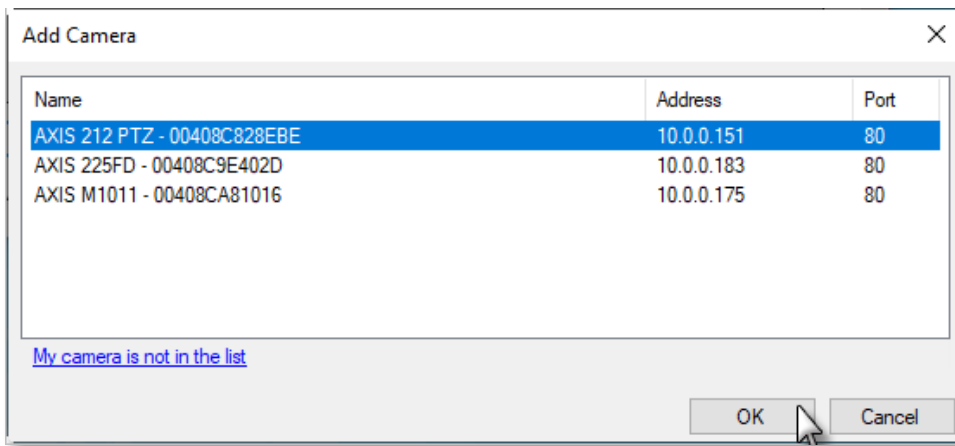 Add Camera
Name Address Port
AXIS 212 PTZ - 00408C828EBE 10.0.0.151 80
AXIS 225FD - 00408C9E402D 10.0.0.183 80
AXIS M1011 - 00408CA81016 10.0.0.175 80
My camera is not in the list
OK Cancel